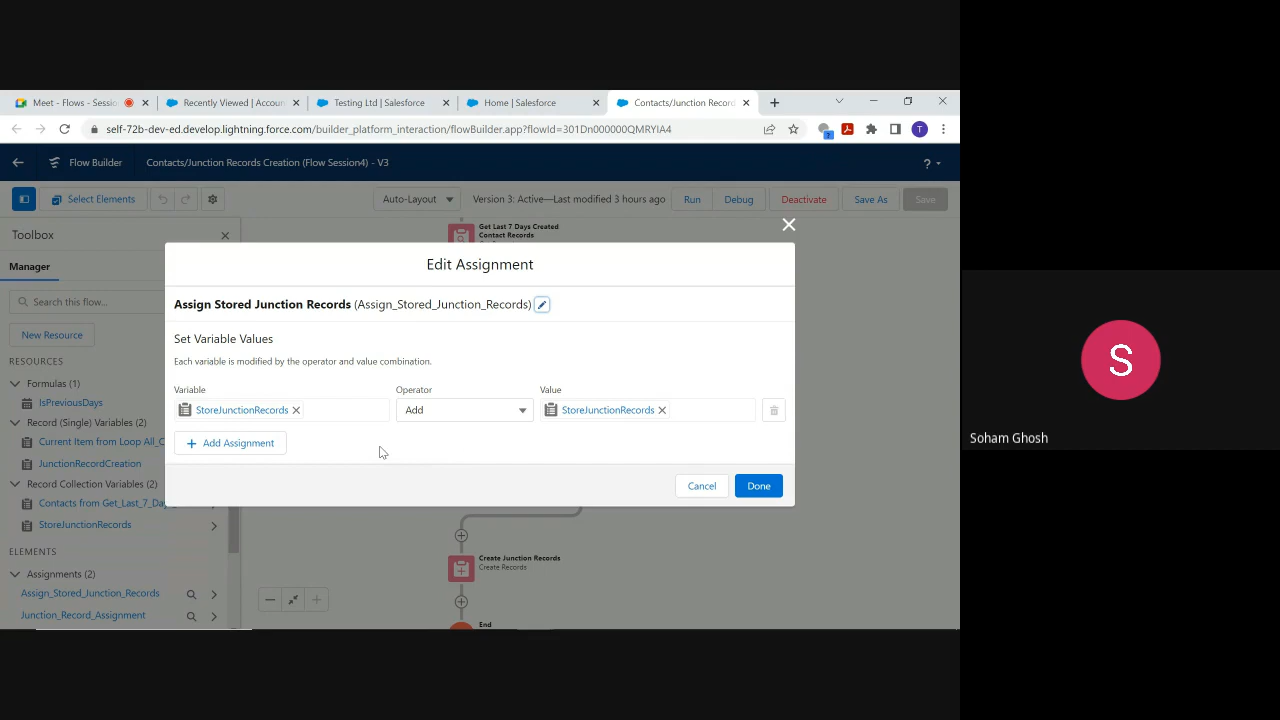 Meet - Flows - Sessio
Recently Viewed | Accoun
Testing Ltd | Salesforce
Home | Salesforce
Contacts/Junction Record
self-72b-dev-ed.develop.lightning.force.com/builder_platform_interaction/flowBuilder.app?flowId=301Dn000000QMRYIA4
T
Flow Builder
Contacts/Junction Records Creation (Flow Session4) - V3
?
Select Elements
Auto-Layout
Version 3: Active—Last modified 3 hours ago
Run
Debug
Deactivate
Save As
Save
Toolbox
Manager
Search this flow...
New Resource
RESOURCES
Formulas (1)
IsPreviousDays
Record (Single) Variables (2)
Current Item from Loop All_C
JunctionRecordCreation
Record Collection Variables (2)
Contacts from Get_Last_7_Day
StoreJunctionRecords
ELEMENTS
Assignments (2)
Assign_Stored_Junction_Records
Junction_Record_Assignment
Get Last 7 Days Created
Contact Records
Edit Assignment
Assign Stored Junction Records (Assign_Stored_Junction_Records)
Set Variable Values
Each variable is modified by the operator and value combination.
Variable
Operator
Value
StoreJunctionRecords
Add
StoreJunctionRecords
Add Assignment
Cancel
Done
Create Junction Records
Create Records
End
S
Soham Ghosh